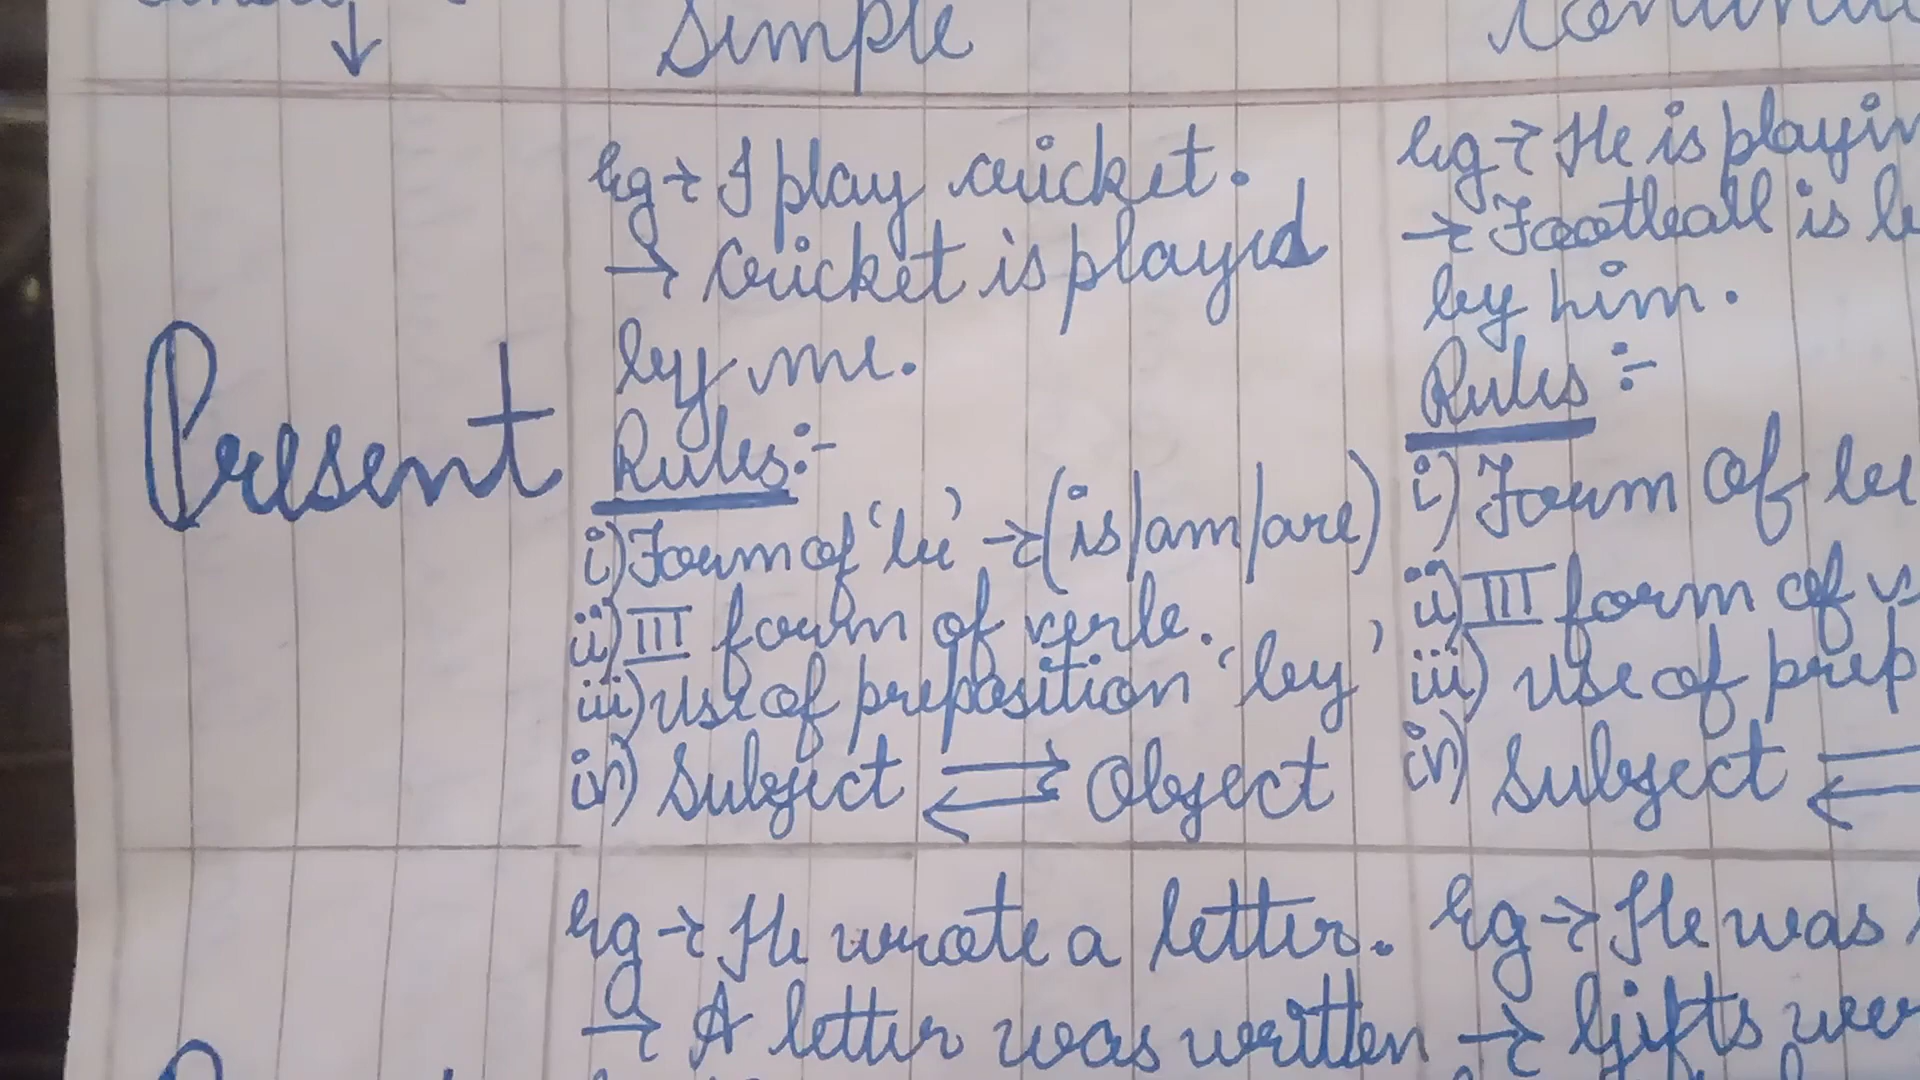 Simple
Present
Eg → I play cricket.
→ Cricket is played
by me.
Rules:-
i) Form of 'be' → (is/am/are)
ii) III form of verb.
iii) Use of preposition 'by'
iv) Subject ⇄ Object
Eg → He is
→ Football is
by him.
Rules :-
i) Form of be
ii) III form of
iii) Use of
iv) Subject
Eg → He wrote a letter.
→ A letter was written
Eg → He was
→ Gifts